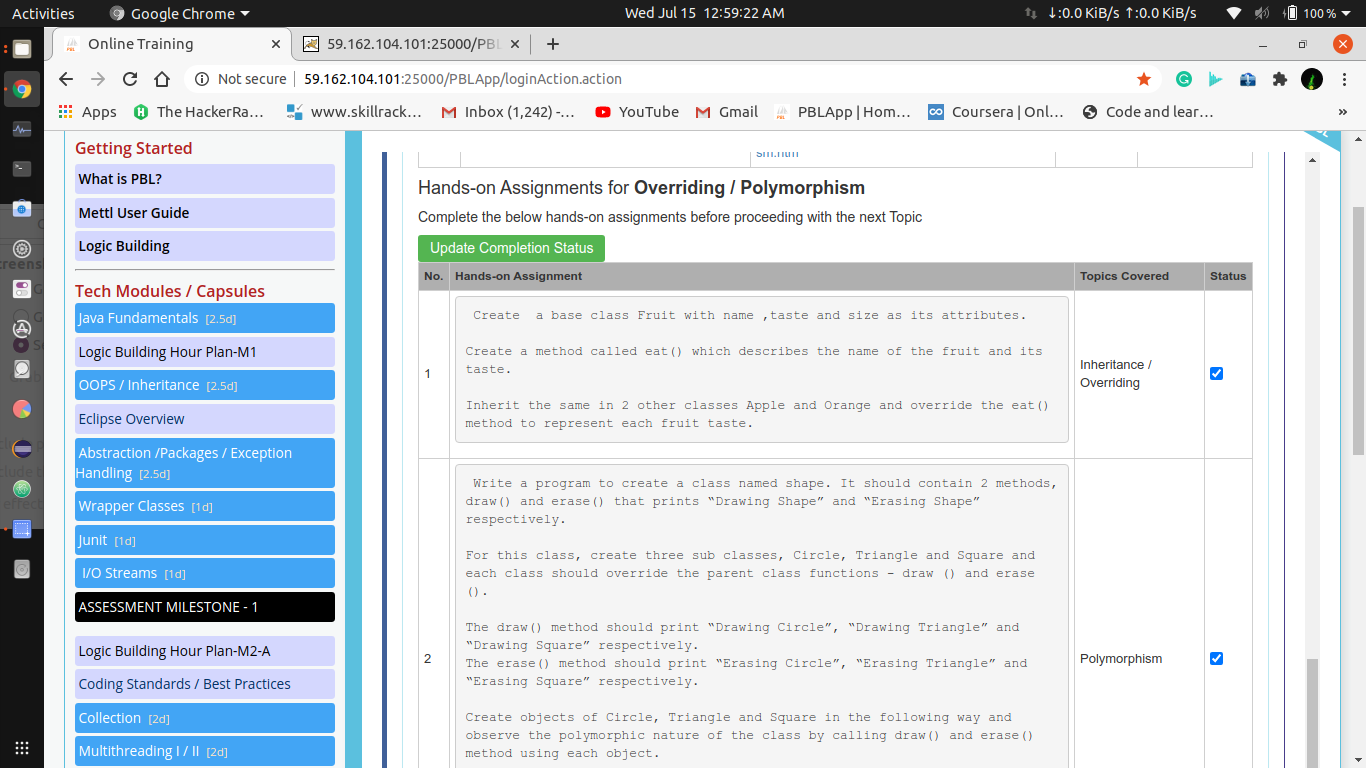 Activities
Google Chrome
Wed Jul 15 12:59:22 AM
↓:0.0 KiB/s ↑:0.0 KiB/s
100 %
Online Training
59.162.104.101:25000/PBL
Not secure
59.162.104.101:25000/PBLApp/loginAction.action
Apps
The HackerRa...
www.skillrack...
Inbox (1,242) -...
YouTube
Gmail
PBLApp | Hom...
Coursera | Onl...
Code and lear...
»
Getting Started
What is PBL?
Mettl User Guide
Logic Building
Tech Modules / Capsules
Java Fundamentals [2.5d]
Logic Building Hour Plan-M1
OOPS / Inheritance [2.5d]
Eclipse Overview
Abstraction /Packages / Exception
Handling [2.5d]
Wrapper Classes [1d]
Junit [1d]
I/O Streams [1d]
ASSESSMENT MILESTONE - 1
Logic Building Hour Plan-M2-A
Coding Standards / Best Practices
Collection [2d]
Multithreading I / II [2d]
sm.htm
Hands-on Assignments for Overriding / Polymorphism
Complete the below hands-on assignments before proceeding with the next Topic
Update Completion Status
No. Hands-on Assignment Topics Covered Status
1
Create a base class Fruit with name ,taste and size as its attributes.
Create a method called eat() which describes the name of the fruit and its
taste.
Inherit the same in 2 other classes Apple and Orange and override the eat()
method to represent each fruit taste.
Inheritance /
Overriding
2
Write a program to create a class named shape. It should contain 2 methods,
draw() and erase() that prints “Drawing Shape” and “Erasing Shape”
respectively.
For this class, create three sub classes, Circle, Triangle and Square and
each class should override the parent class functions - draw () and erase
().
The draw() method should print “Drawing Circle”, “Drawing Triangle” and
“Drawing Square” respectively.
The erase() method should print “Erasing Circle”, “Erasing Triangle” and
“Erasing Square” respectively.
Create objects of Circle, Triangle and Square in the following way and
observe the polymorphic nature of the class by calling draw() and erase()
method using each object.
Polymorphism